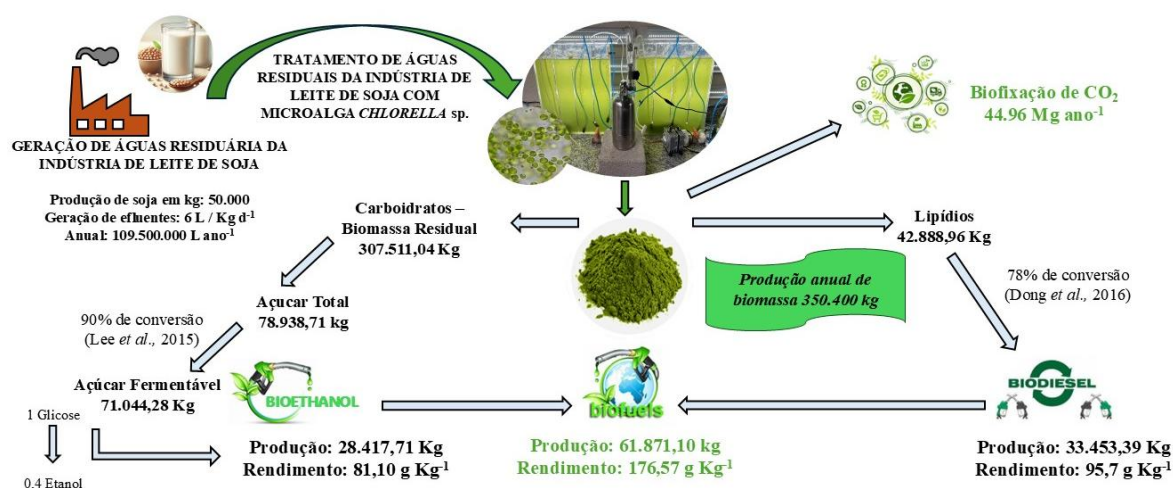 TRATAMENTO DE ÁGUAS
RESIDUAIS DA INDÚSTRIA DE
LEITE DE SOJA COM
MICROALGA CHLORELLA sp.
GERAÇÃO DE ÁGUAS RESIDUÁRIA DA
INDÚSTRIA DE LEITE DE SOJA
Produção de soja em kg: 50.000
Geração de efluentes: 6 L / Kg d⁻¹
Anual: 109.500.000 L ano⁻¹
Biofixação de CO₂
44.96 Mg ano⁻¹
Carboidratos –
Biomassa Residual
307.511,04 Kg
Lipídios
42.888,96 Kg
Produção anual de
biomassa 350.400 kg
78% de conversão
(Dong et al., 2016)
Açucar Total
78.938,71 kg
90% de conversão
(Lee et al., 2015)
Açúcar Fermentável
71.044,28 Kg
1 Glicose
0,4 Etanol
BIOETHANOL
Produção: 28.417,71 Kg
Rendimento: 81,10 g Kg⁻¹
biofuels
Produção: 61.871,10 kg
Rendimento: 176,57 g Kg⁻¹
BIODIESEL
Produção: 33.453,39 Kg
Rendimento: 95,7 g Kg⁻¹